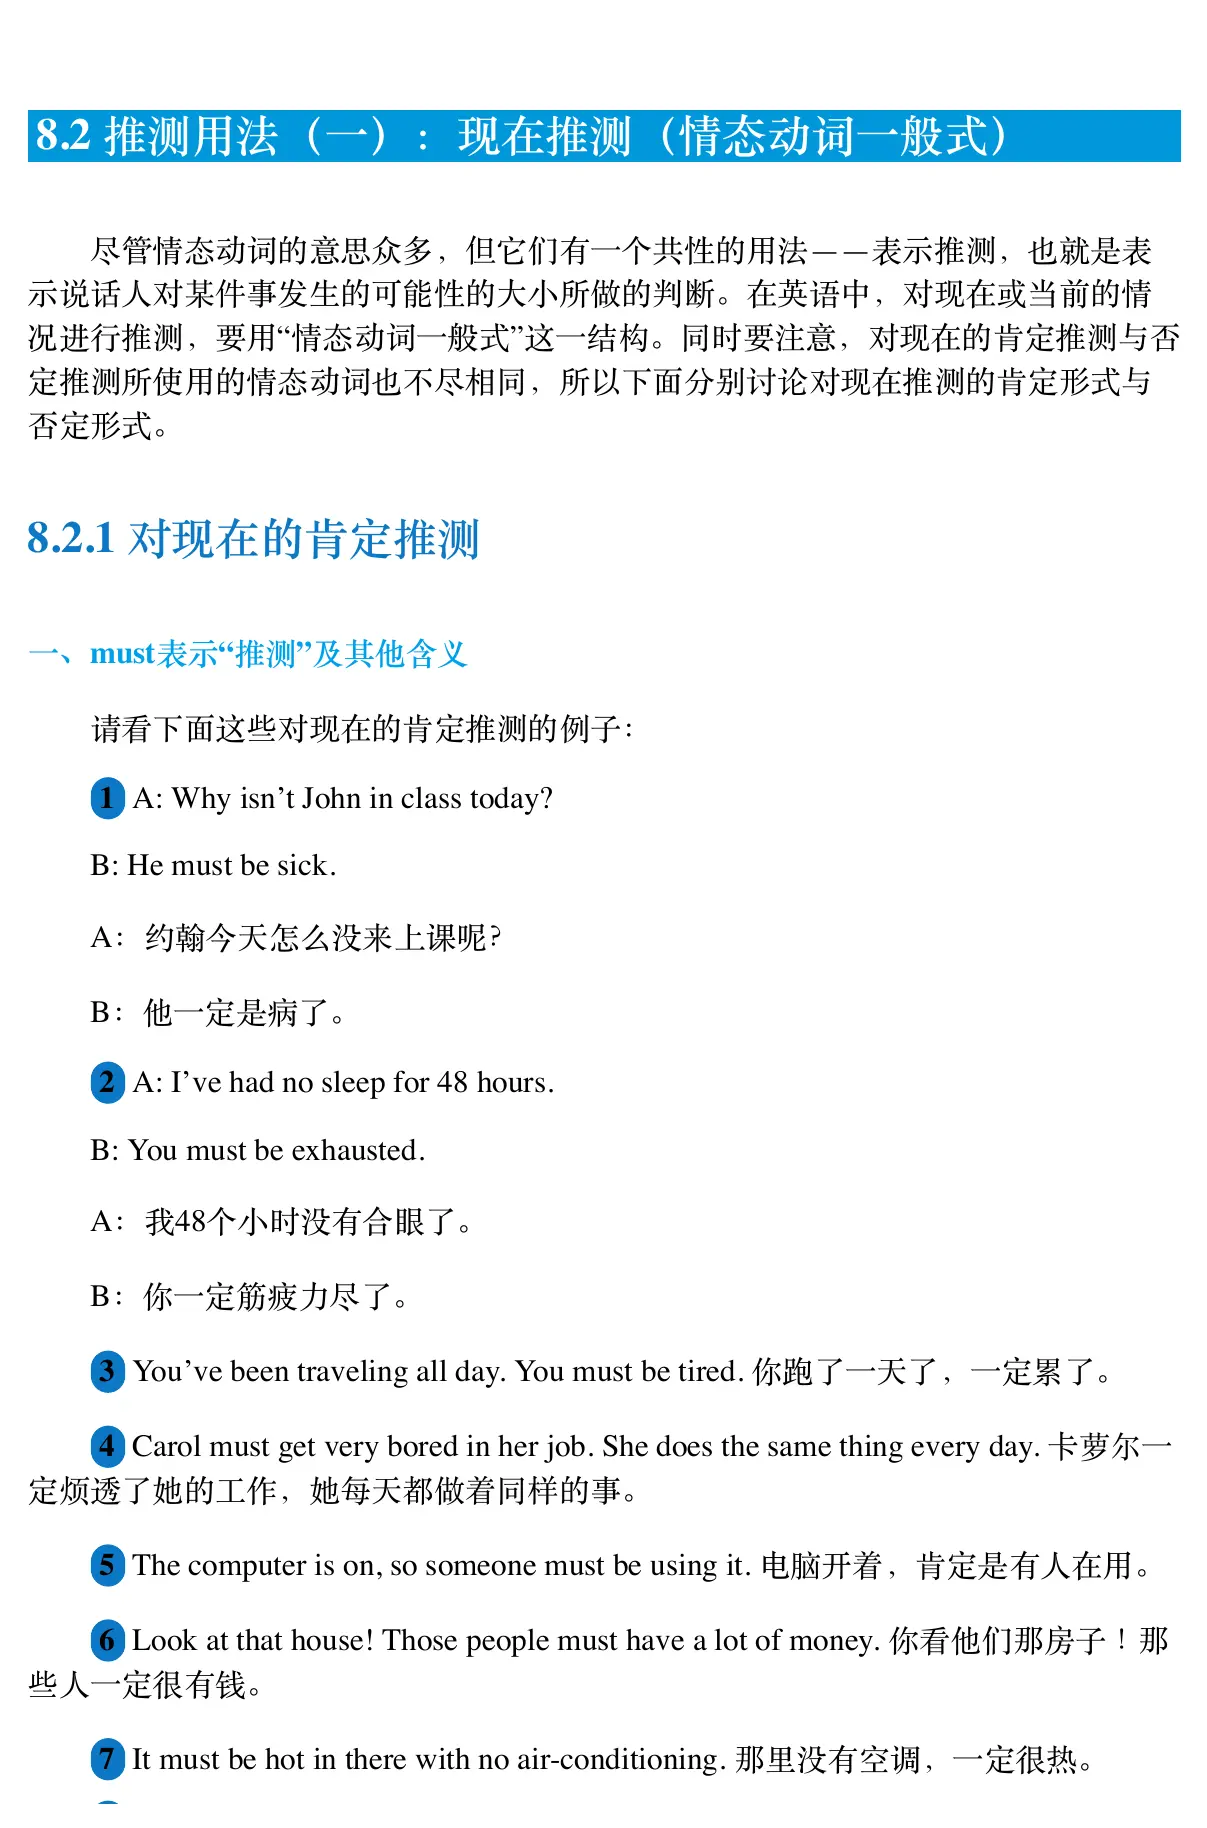 8.2 推测用法（一）：现在推测（情态动词一般式）
尽管情态动词的意思众多，但它们有一个共性的用法——表示推测，也就是表
示说话人对某件事发生的可能性的大小所做的判断。在英语中，对现在或当前的情
况进行推测，要用“情态动词一般式”这一结构。同时要注意，对现在的肯定推测与否
定推测所使用的情态动词也不尽相同，所以下面分别讨论对现在推测的肯定形式与
否定形式。
8.2.1 对现在的肯定推测
一、must表示“推测”及其他含义
请看下面这些对现在的肯定推测的例子：
1 A: Why isn’t John in class today?
B: He must be sick.
A：约翰今天怎么没来上课呢？
B：他一定是病了。
2 A: I’ve had no sleep for 48 hours.
B: You must be exhausted.
A：我48个小时没有合眼了。
B：你一定筋疲力尽了。
3 You’ve been traveling all day. You must be tired. 你跑了一天了，一定累了。
4 Carol must get very bored in her job. She does the same thing every day. 卡萝尔一
定烦透了她的工作，她每天都做着同样的事。
5 The computer is on, so someone must be using it. 电脑开着，肯定是有人在用。
6 Look at that house! Those people must have a lot of money. 你看他们那房子！那
些人一定很有钱。
7 It must be hot in there with no air-conditioning. 那里没有空调，一定很热。